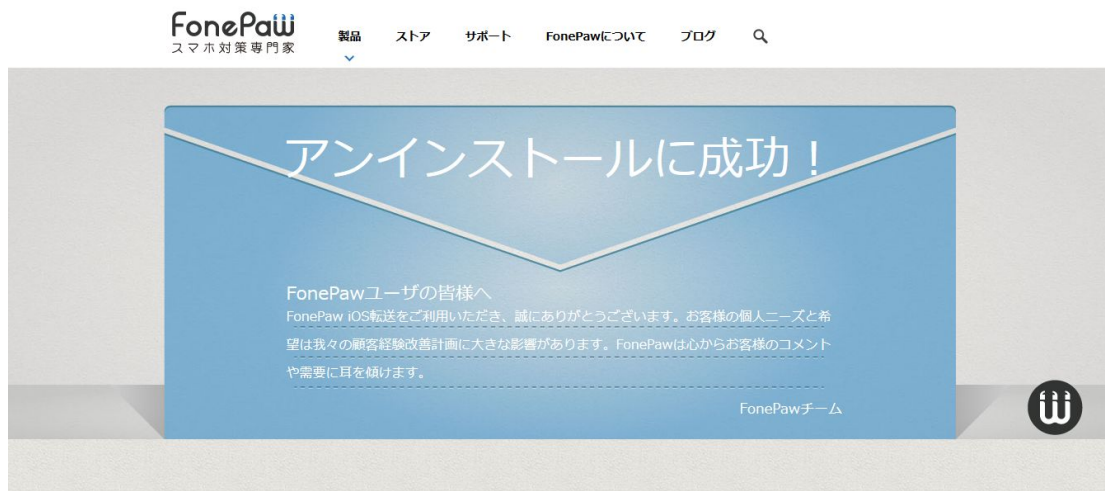 FonePaw
スマホ対策専門家
製品 ストア サポート FonePawについて ブログ
アンインストールに成功！
FonePawユーザの皆様へ
FonePaw iOS転送をご利用いただき、誠にありがとうございます。お客様の個人ニーズと希
望は我々の顧客経験改善計画に大きな影響があります。FonePawは心からお客様のコメント
や需要に耳を傾けます。
FonePawチーム